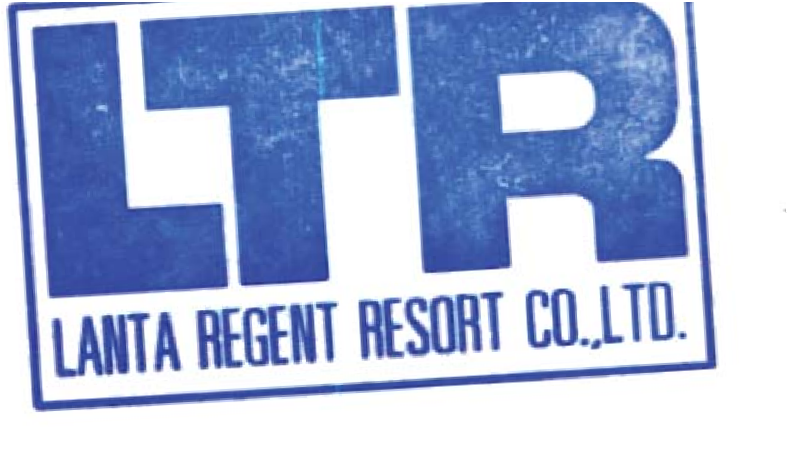 LTR
LANTA REGENT RESORT CO.,LTD.